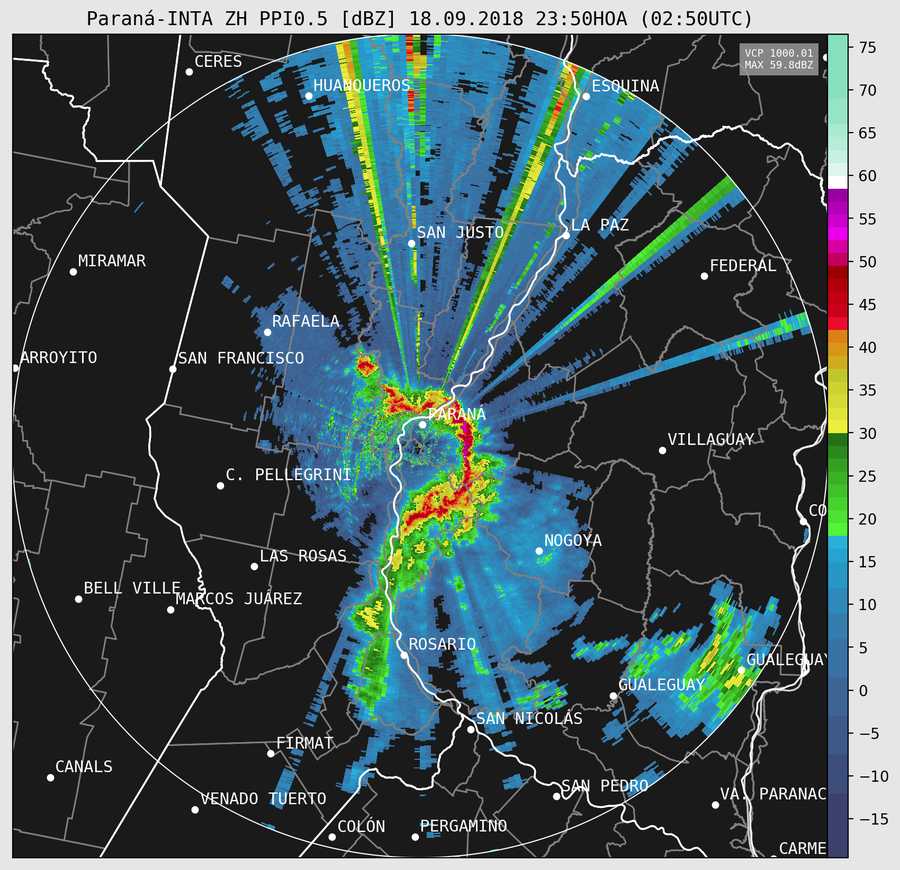 Paraná-INTA ZH PPI0.5 [dBZ] 18.09.2018 23:50HOA (02:50UTC)
VCP 1000.01
MAX 59.8dBZ
CERES
HUANQUEROS
ESQUINA
SAN JUSTO
LA PAZ
MIRAMAR
FEDERAL
RAFAELA
ARROYITO
SAN FRANCISCO
PARANÁ
VILLAGUAY
C. PELLEGRINI
CO
NOGOYA
LAS ROSAS
BELL VILLE
MARCOS JUÁREZ
ROSARIO
GUALEGUAY
GUALEGUAY
SAN NICOLÁS
FIRMAT
CANALS
SAN PEDRO
VENADO TUERTO
VA. PARANAC
COLÓN
PERGAMINO
CARME
75
70
65
60
55
50
45
40
35
30
25
20
15
10
5
0
−5
−10
−15